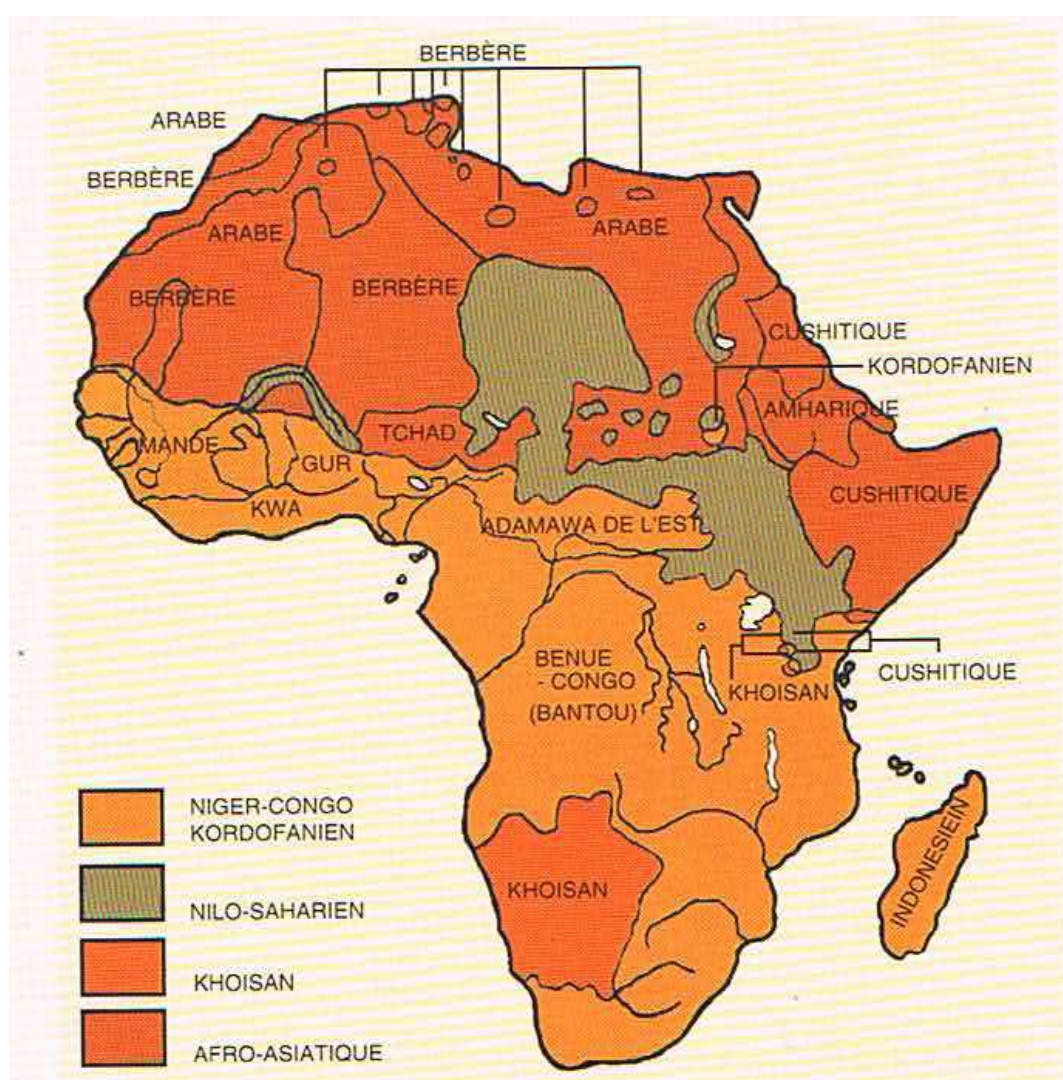 BERBÈRE
ARABE
BERBÈRE
ARABE
ARABE
BERBÈRE
BERBÈRE
CUSHITIQUE
KORDOFANIEN
AMHARIQUE
TCHAD
MANDE
GUR
CUSHITIQUE
KWA
ADAMAWA DE L'EST
BENUE
- CONGO
(BANTOU)
KHOISAN
CUSHITIQUE
NIGER-CONGO
KORDOFANIEN
INDONESIEIN
KHOISAN
NILO-SAHARIEN
KHOISAN
AFRO-ASIATIQUE